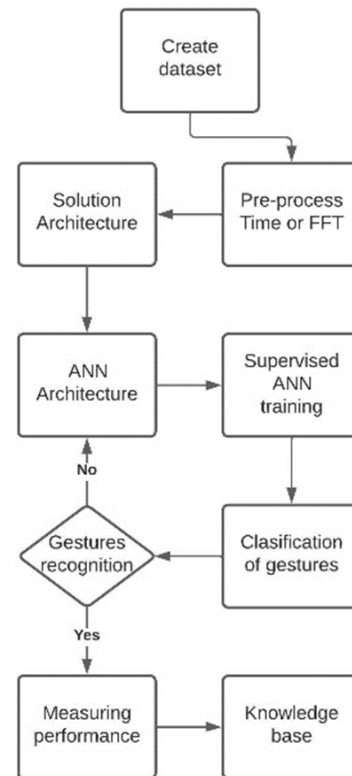 Create
dataset
Pre-process
Time or FFT
Solution
Architecture
ANN
Architecture
Supervised
ANN
training
Clasification
of gestures
Gestures
recognition
No
Yes
Measuring
performance
Knowledge
base